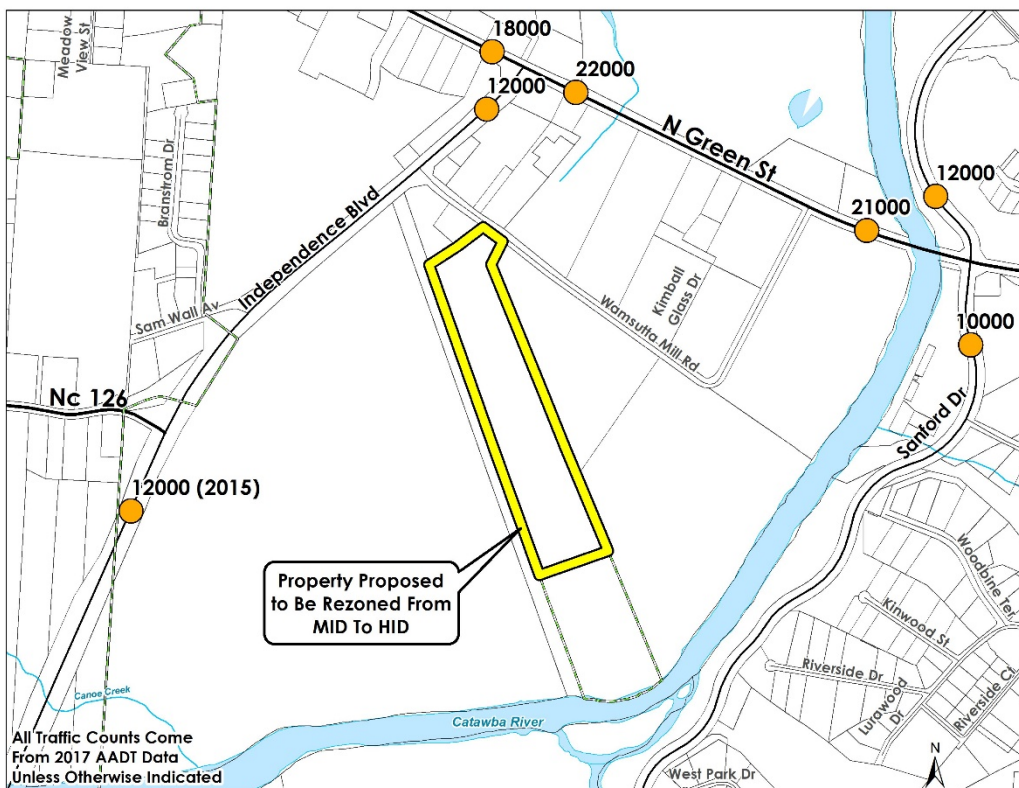 Meadow
View St
18000
12000
22000
N Green St
12000
Branstrom Dr
21000
Independence Blvd
Sam Wall Av
Kimball
Glass Dr
Wamsutta Mill Rd
10000
Nc 126
Sanford Dr
12000 (2015)
Woodbine Ter
Property Proposed
to Be Rezoned From
MID To HID
Kinwood St
Riverside Dr
Lurawood
Dr
Riverside Ct
Canoe Creek
Catawba River
All Traffic Counts Come
From 2017 AADT Data
Unless Otherwise Indicated
West Park Dr
N